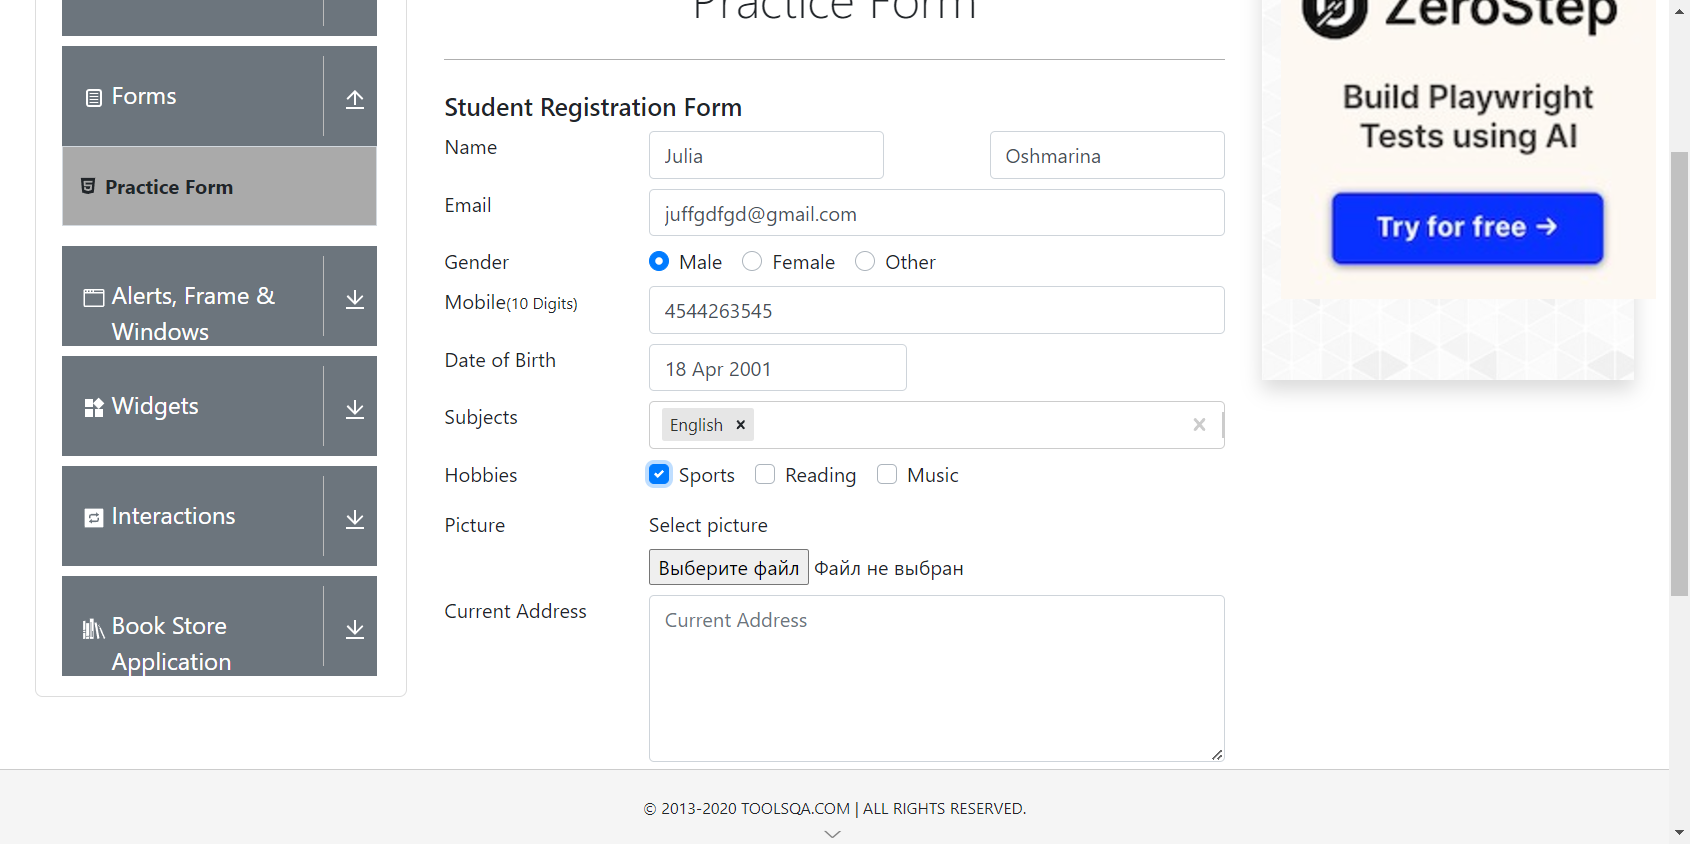 Practice Form
Forms
Practice Form
Alerts, Frame &
Windows
Widgets
Interactions
Book Store
Application
Student Registration Form
Name
Julia
Oshmarina
Email
juffgdfgd@gmail.com
Gender
Male
Female
Other
Mobile(10 Digits)
4544263545
Date of Birth
18 Apr 2001
Subjects
English
Hobbies
Sports
Reading
Music
Picture
Select picture
Выберите файл
Файл не выбран
Current Address
Current Address
ZeroStep
Build Playwright
Tests using AI
Try for free →
© 2013-2020 TOOLSQA.COM | ALL RIGHTS RESERVED.